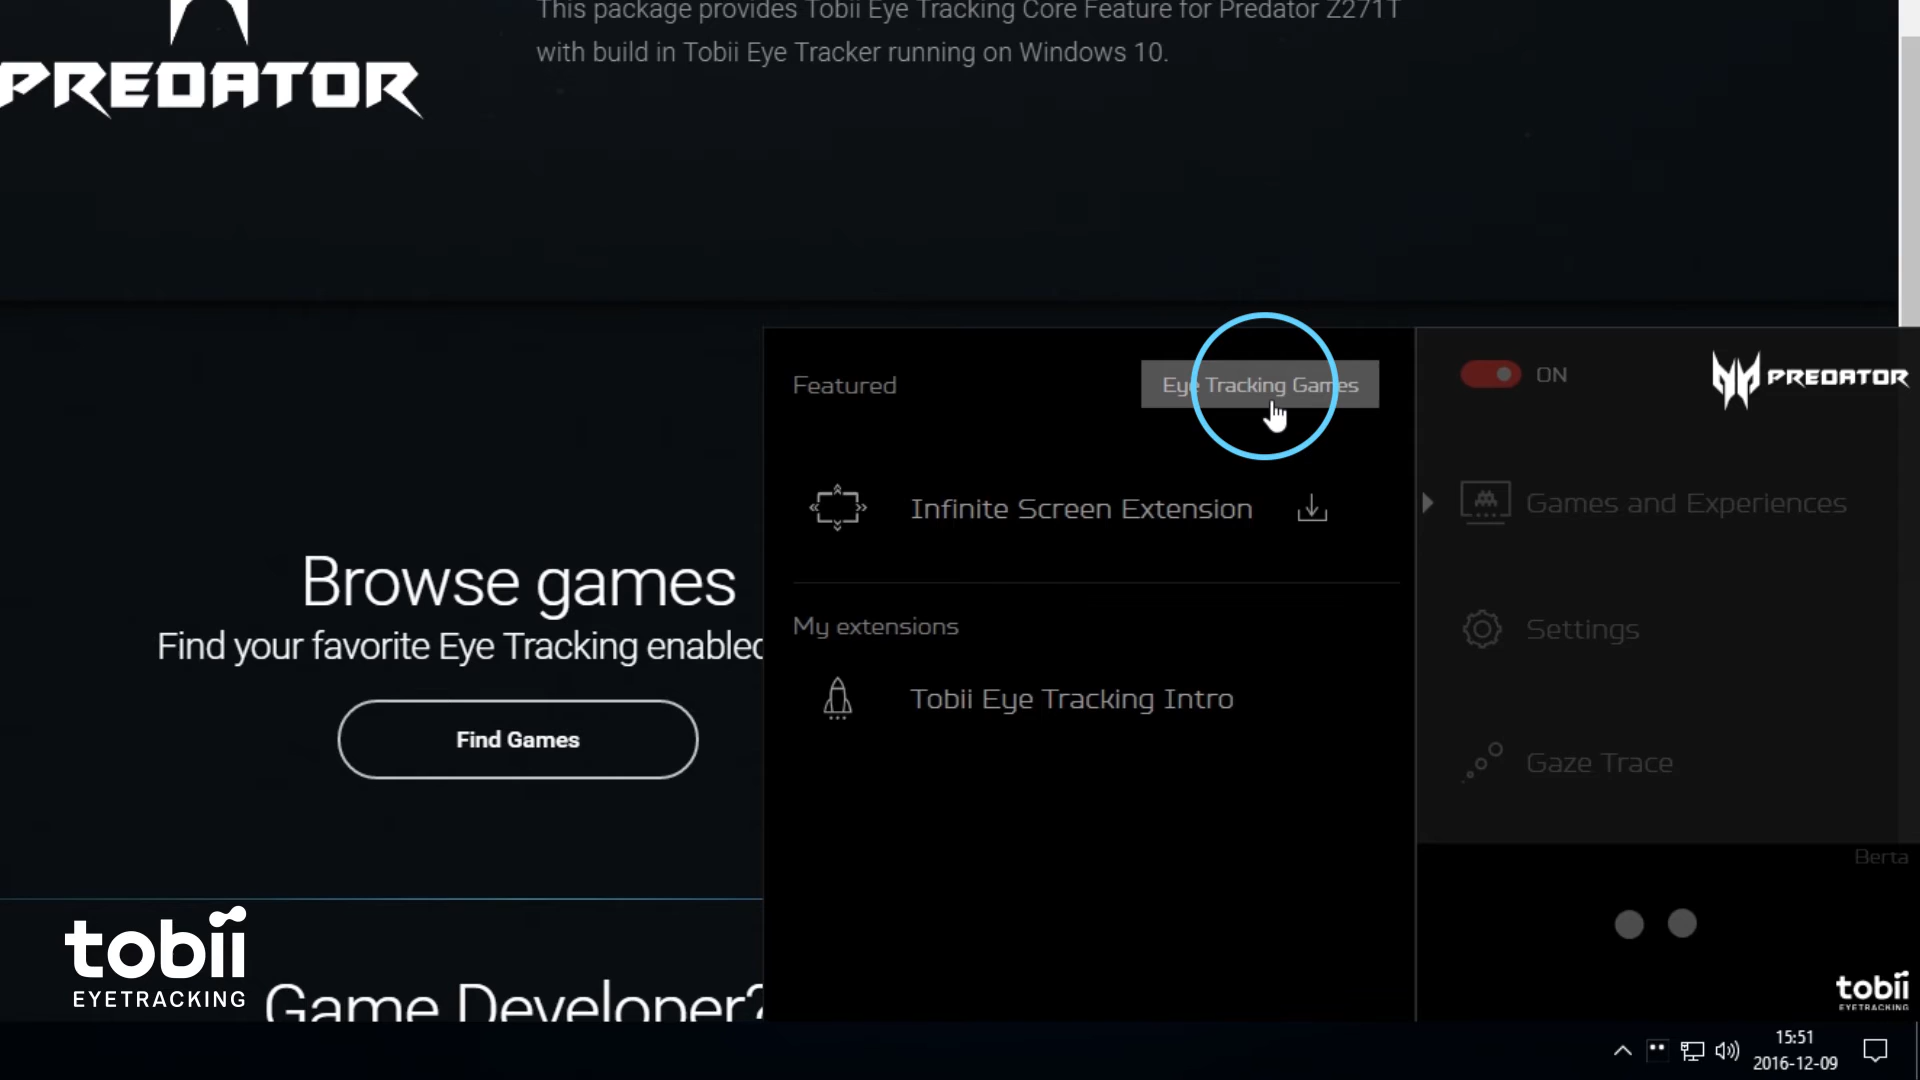 This package provides Tobii Eye Tracking Core Feature for Predator Z271T
with build in Tobii Eye Tracker running on Windows 10.
PREDATOR
Featured
Eye Tracking Games
ON
PREDATOR
Infinite Screen Extension
Games and Experiences
Browse games
Find your favorite Eye Tracking enabled
My extensions
Settings
Tobii Eye Tracking Intro
Find Games
Gaze Trace
Berta
tobii
EYETRACKING
Game Developer?
tobii
EYETRACKING
15:51
2016-12-09